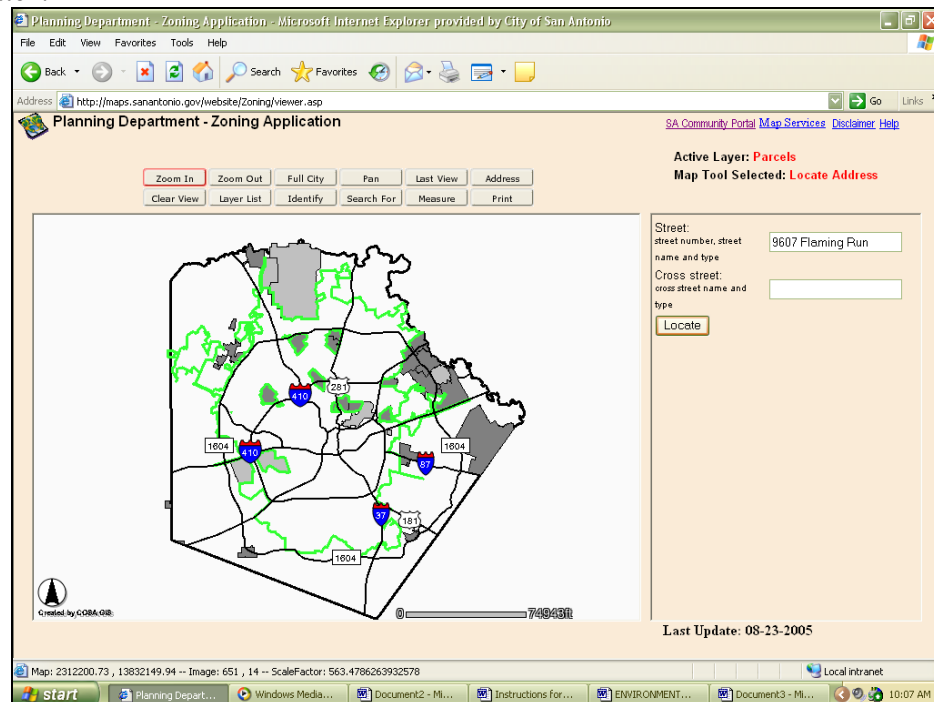 Planning Department - Zoning Application - Microsoft Internet Explorer provided by City of San Antonio
File Edit View Favorites Tools Help
Back Search Favorites
Address http://maps.sanantonio.gov/website/Zoning/viewer.asp Go Links
Planning Department - Zoning Application
SA Community Portal Map Services Disclaimer Help
Active Layer: Parcels
Map Tool Selected: Locate Address
Zoom In Zoom Out Full City Pan Last View Address
Clear View Layer List Identify Search For Measure Print
Street:
street number, street
name and type
9607 Flaming Run
Cross street:
cross street name and
type
Locate
281
410
1604
410
1604
87
37
181
1604
Created by COSA GIS
0 74943ft
Last Update: 08-23-2005
Map: 2312200.73 , 13832149.94 -- Image: 651 , 14 -- ScaleFactor: 563.4786263932578
Local intranet
start Planning Depart... Windows Media... Document2 - Mi... Instructions for... ENVIRONMENT... Document3 - Mi... 10:07 AM